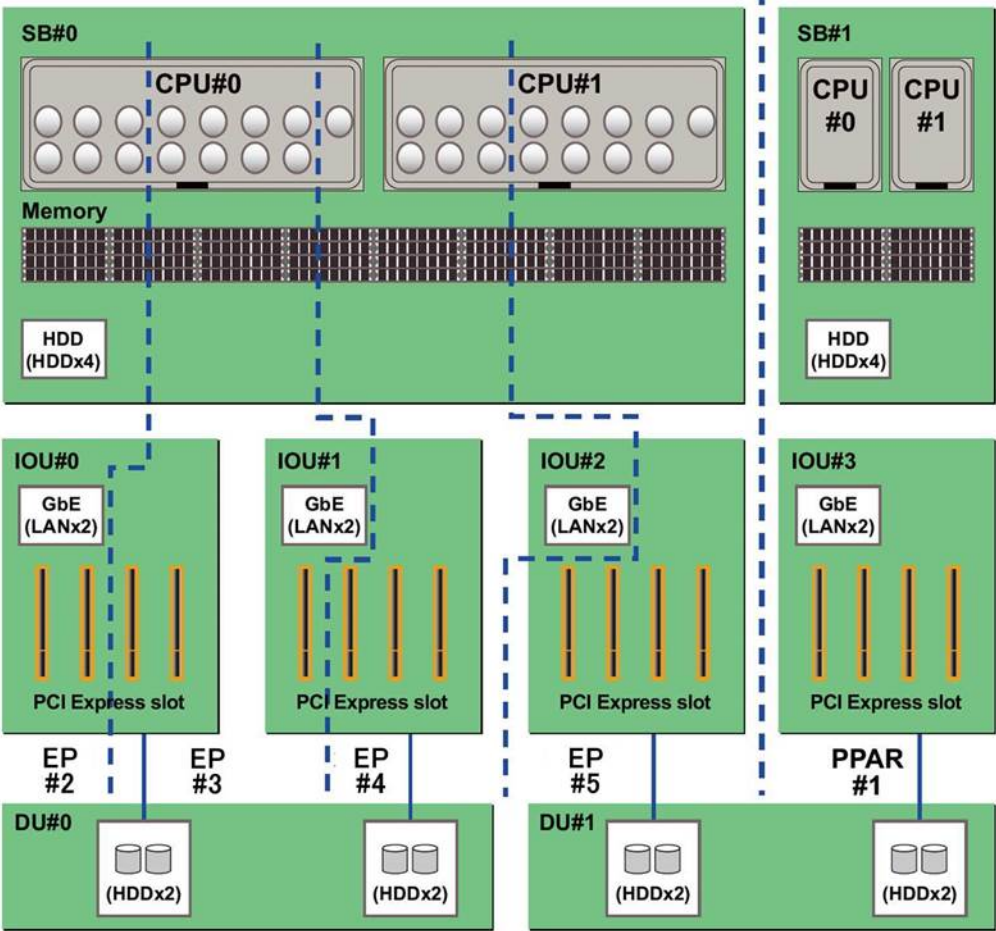 SB#0
CPU#0
CPU#1
Memory
HDD
(HDDx4)
SB#1
CPU
#0
CPU
#1
HDD
(HDDx4)
IOU#0
GbE
(LANx2)
PCI Express slot
IOU#1
GbE
(LANx2)
PCI Express slot
IOU#2
GbE
(LANx2)
PCI Express slot
IOU#3
GbE
(LANx2)
PCI Express slot
EP
#2
EP
#3
EP
#4
EP
#5
PPAR
#1
DU#0
(HDDx2)
(HDDx2)
DU#1
(HDDx2)
(HDDx2)